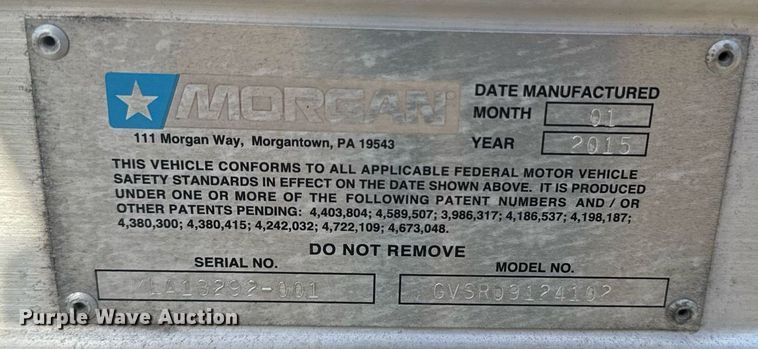 MORGAN
DATE MANUFACTURED
MONTH 01
111 Morgan Way, Morgantown, PA 19543
YEAR 2015
THIS VEHICLE CONFORMS TO ALL APPLICABLE FEDERAL MOTOR VEHICLE
SAFETY STANDARDS IN EFFECT ON THE DATE SHOWN ABOVE. IT IS PRODUCED
UNDER ONE OR MORE OF THE FOLLOWING PATENT NUMBERS AND / OR
OTHER PATENTS PENDING: 4,403,804; 4,589,507; 3,986,317; 4,186,537; 4,198,187;
4,380,300; 4,380,415; 4,242,032; 4,722,109; 4,673,048.
DO NOT REMOVE
SERIAL NO. MODEL NO.
GVSR09124102
Purple Wave Auction